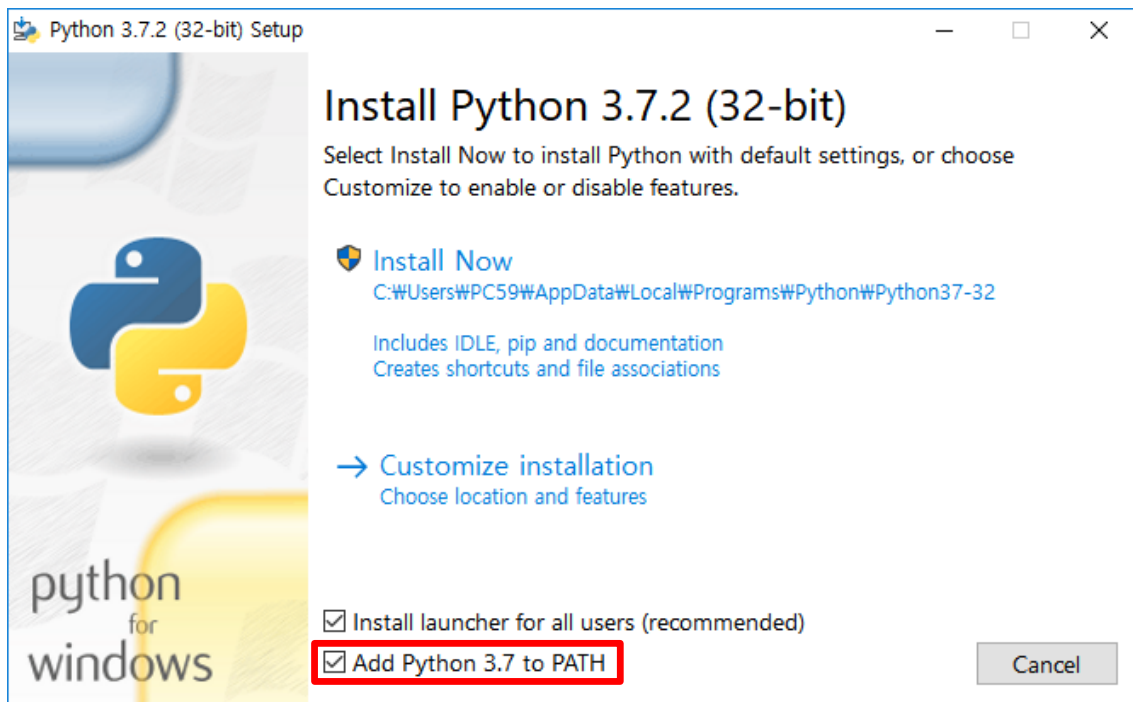 Python 3.7.2 (32-bit) Setup
Install Python 3.7.2 (32-bit)
Select Install Now to install Python with default settings, or choose
Customize to enable or disable features.
Install Now
C:₩Users₩PC59₩AppData₩Local₩Programs₩Python₩Python37-32
Includes IDLE, pip and documentation
Creates shortcuts and file associations
Customize installation
Choose location and features
python
for
windows
Install launcher for all users (recommended)
Add Python 3.7 to PATH
Cancel